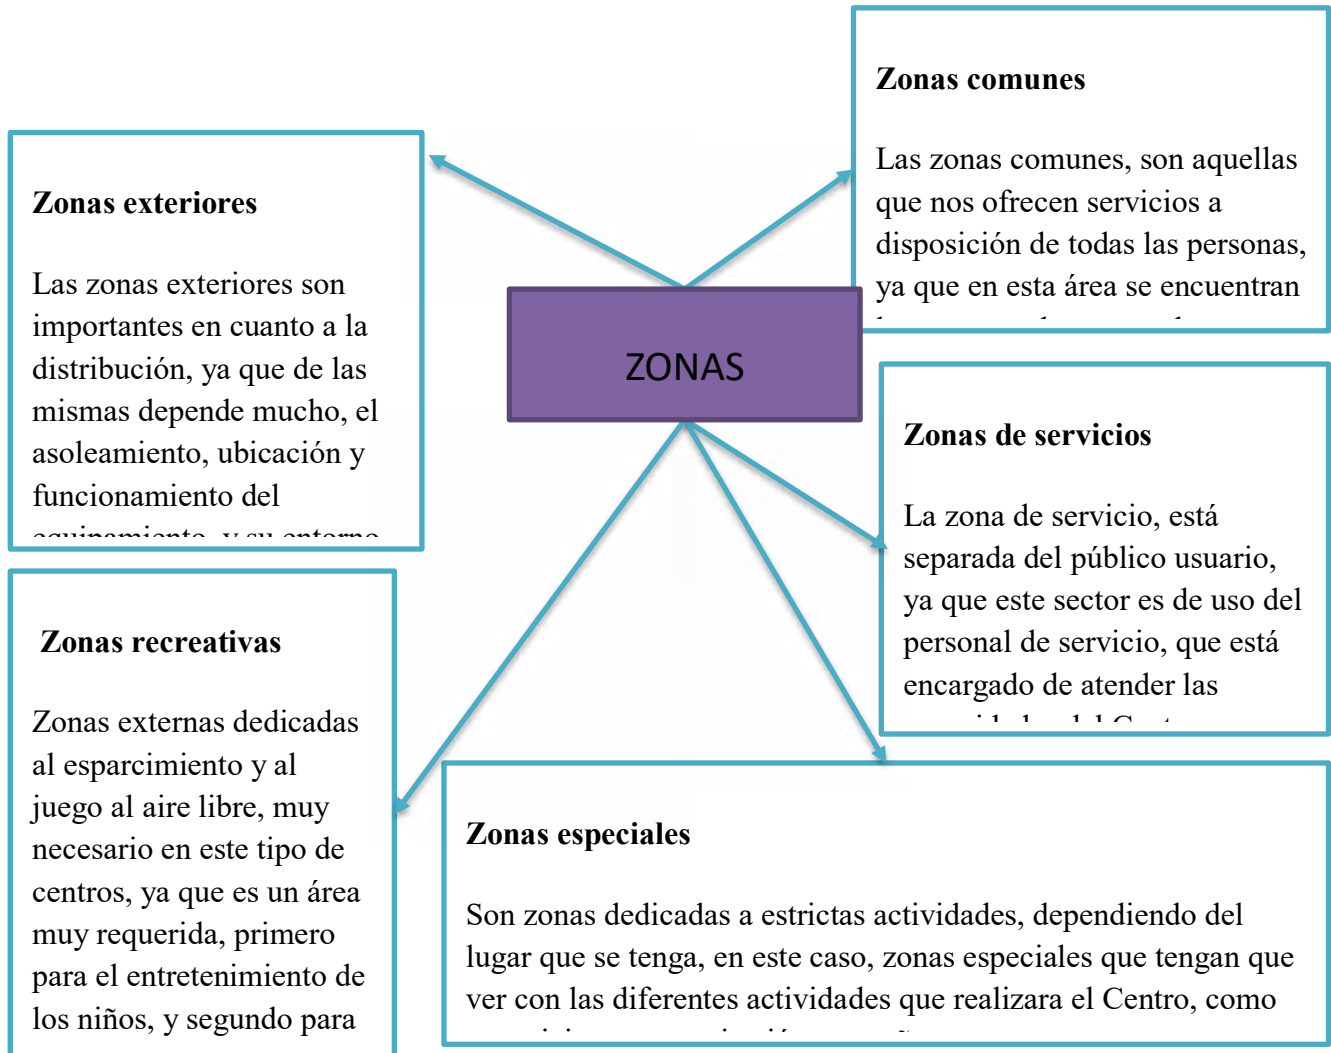 Zonas comunes
Las zonas comunes, son aquellas
que nos ofrecen servicios a
disposición de todas las personas,
ya que en esta área se encuentran
Zonas exteriores
Las zonas exteriores son
importantes en cuanto a la
distribución, ya que de las
mismas depende mucho, el
asoleamiento, ubicación y
funcionamiento del
equipamiento, y su entorno
ZONAS
Zonas de servicios
La zona de servicio, está
separada del público usuario,
ya que este sector es de uso del
personal de servicio, que está
encargado de atender las
Zonas recreativas
Zonas externas dedicadas
al esparcimiento y al
juego al aire libre, muy
necesario en este tipo de
centros, ya que es un área
muy requerida, primero
para el entretenimiento de
los niños, y segundo para
Zonas especiales
Son zonas dedicadas a estrictas actividades, dependiendo del
lugar que se tenga, en este caso, zonas especiales que tengan que
ver con las diferentes actividades que realizara el Centro, como